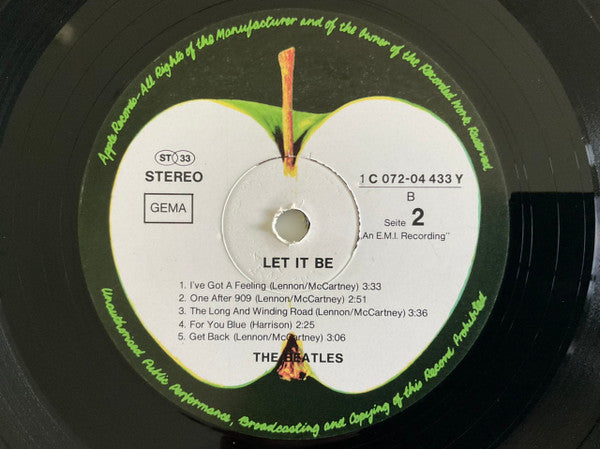 Apple Records-All Rights of the Manufacturer and of the Owner of the Recorded Work Reserved
ST 33
STEREO
GEMA
1 C 072-04 433 Y
B
Seite 2
„An E.M.I. Recording"
LET IT BE
1. I've Got A Feeling (Lennon/McCartney) 3:33
2. One After 909 (Lennon/McCartney) 2:51
3. The Long And Winding Road (Lennon/McCartney) 3:36
4. For You Blue (Harrison) 2:25
5. Get Back (Lennon/McCartney) 3:06
THE BEATLES
Unauthorised Public Performance, Broadcasting and Copying of this Record Prohibited